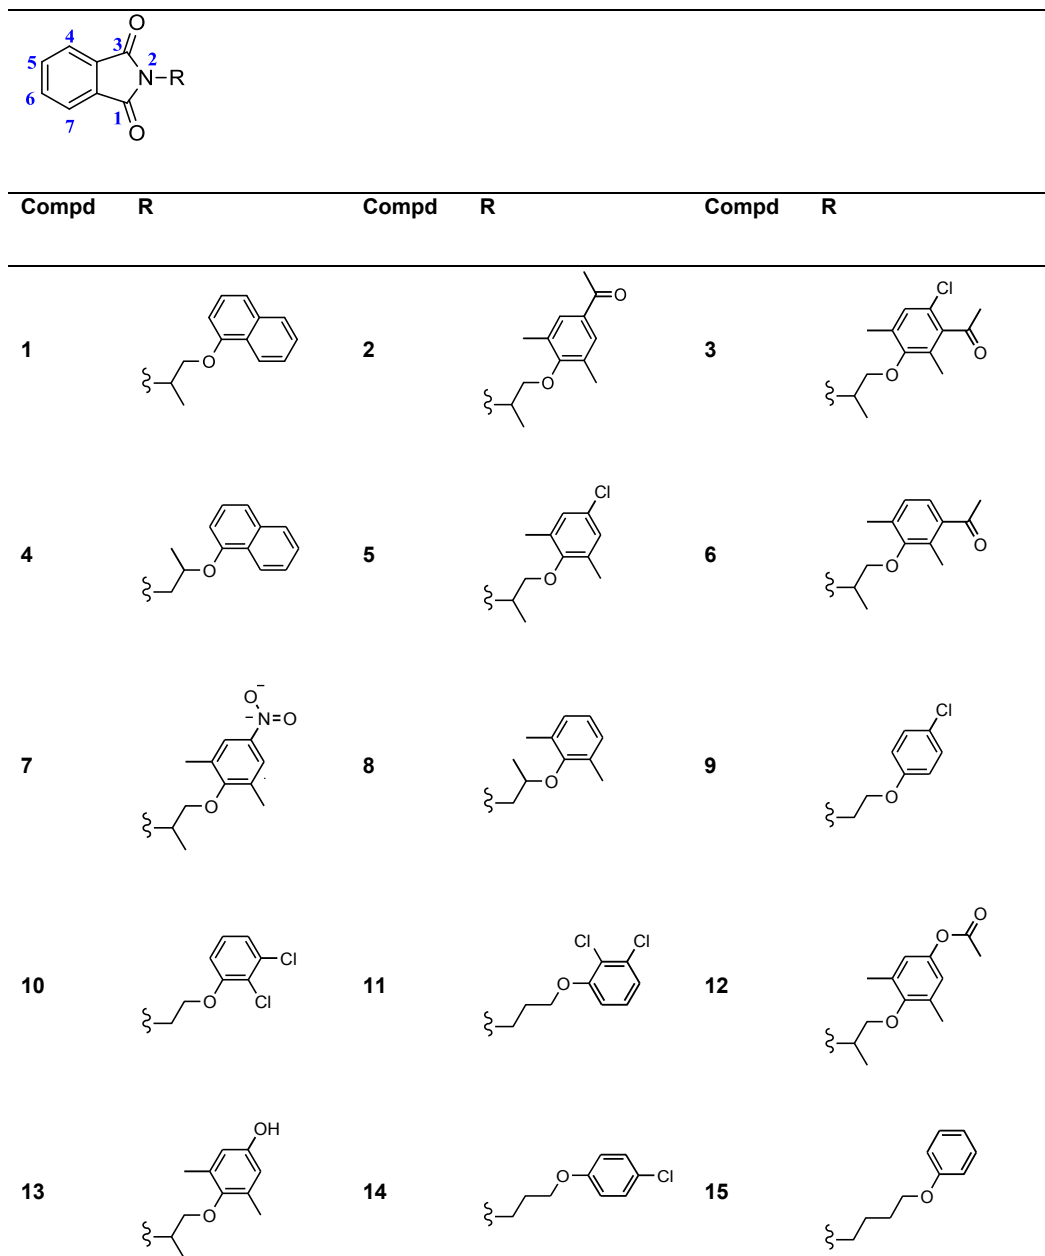 O
4
3
5
2
N–R
6
1
7
O
Compd R Compd R Compd R
O
Cl
1 O 2 O 3 O O
Cl
4 O 5 O 6 O O
O⁻
⁻N=O
Cl
7 O 8 O 9 O
O
Cl Cl O
10 O Cl Cl 11 O 12 O
OH
13 O 14 O Cl 15 O